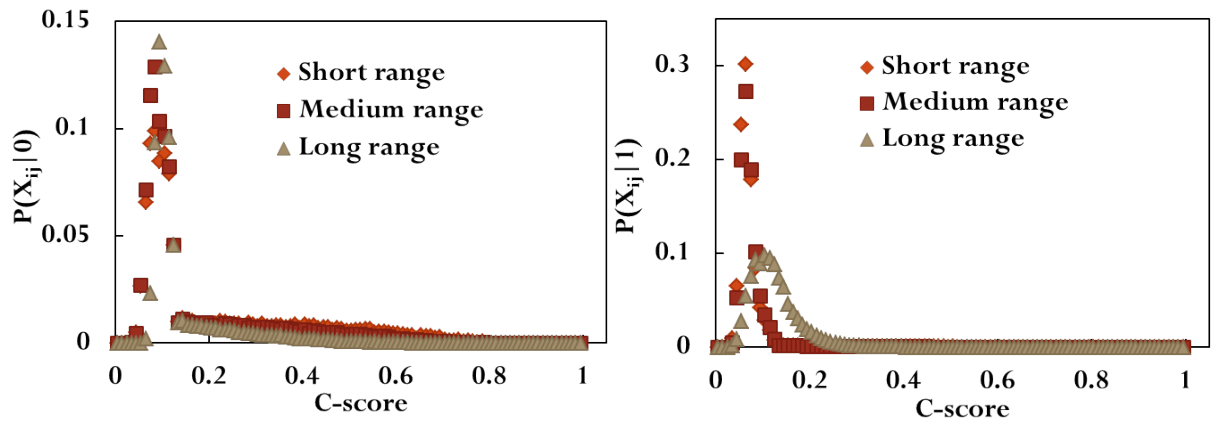 0.15
0.1
0.05
0
P(X_ij|0)
Short range
Medium range
Long range
0 0.2 0.4 0.6 0.8 1
C-score
0.3
0.2
0.1
0
P(X_ij|1)
Short range
Medium range
Long range
0 0.2 0.4 0.6 0.8 1
C-score